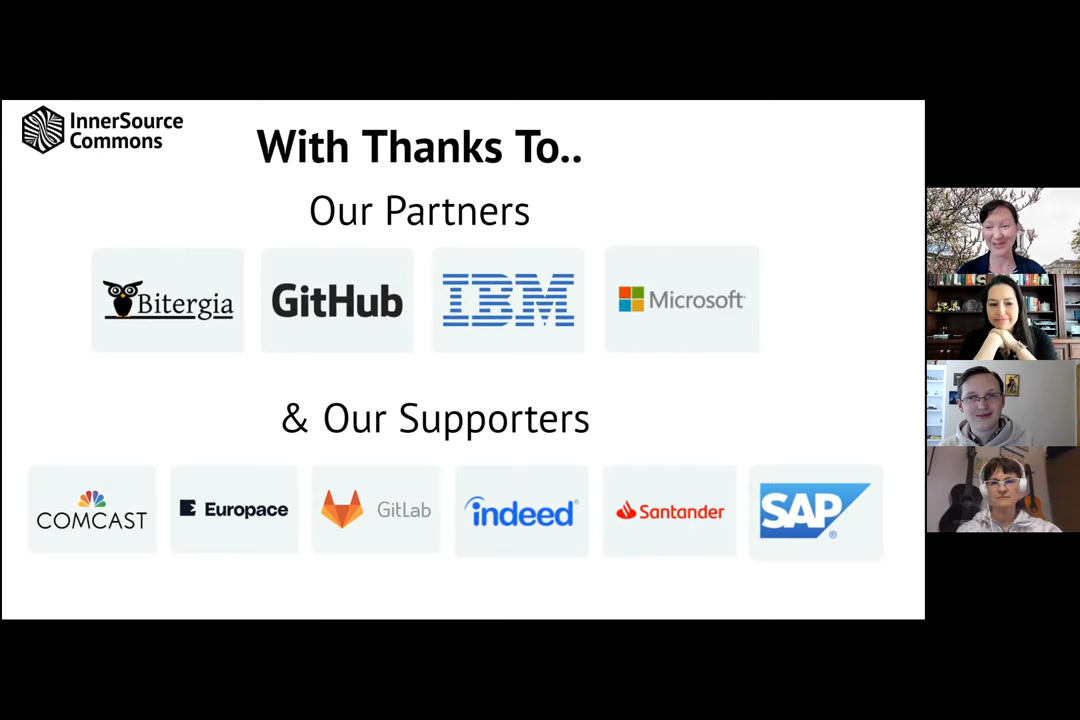 InnerSource
Commons
With Thanks To..
Our Partners
Bitergia
GitHub
IBM
Microsoft
& Our Supporters
COMCAST
Europace
GitLab
indeed®
Santander
SAP®